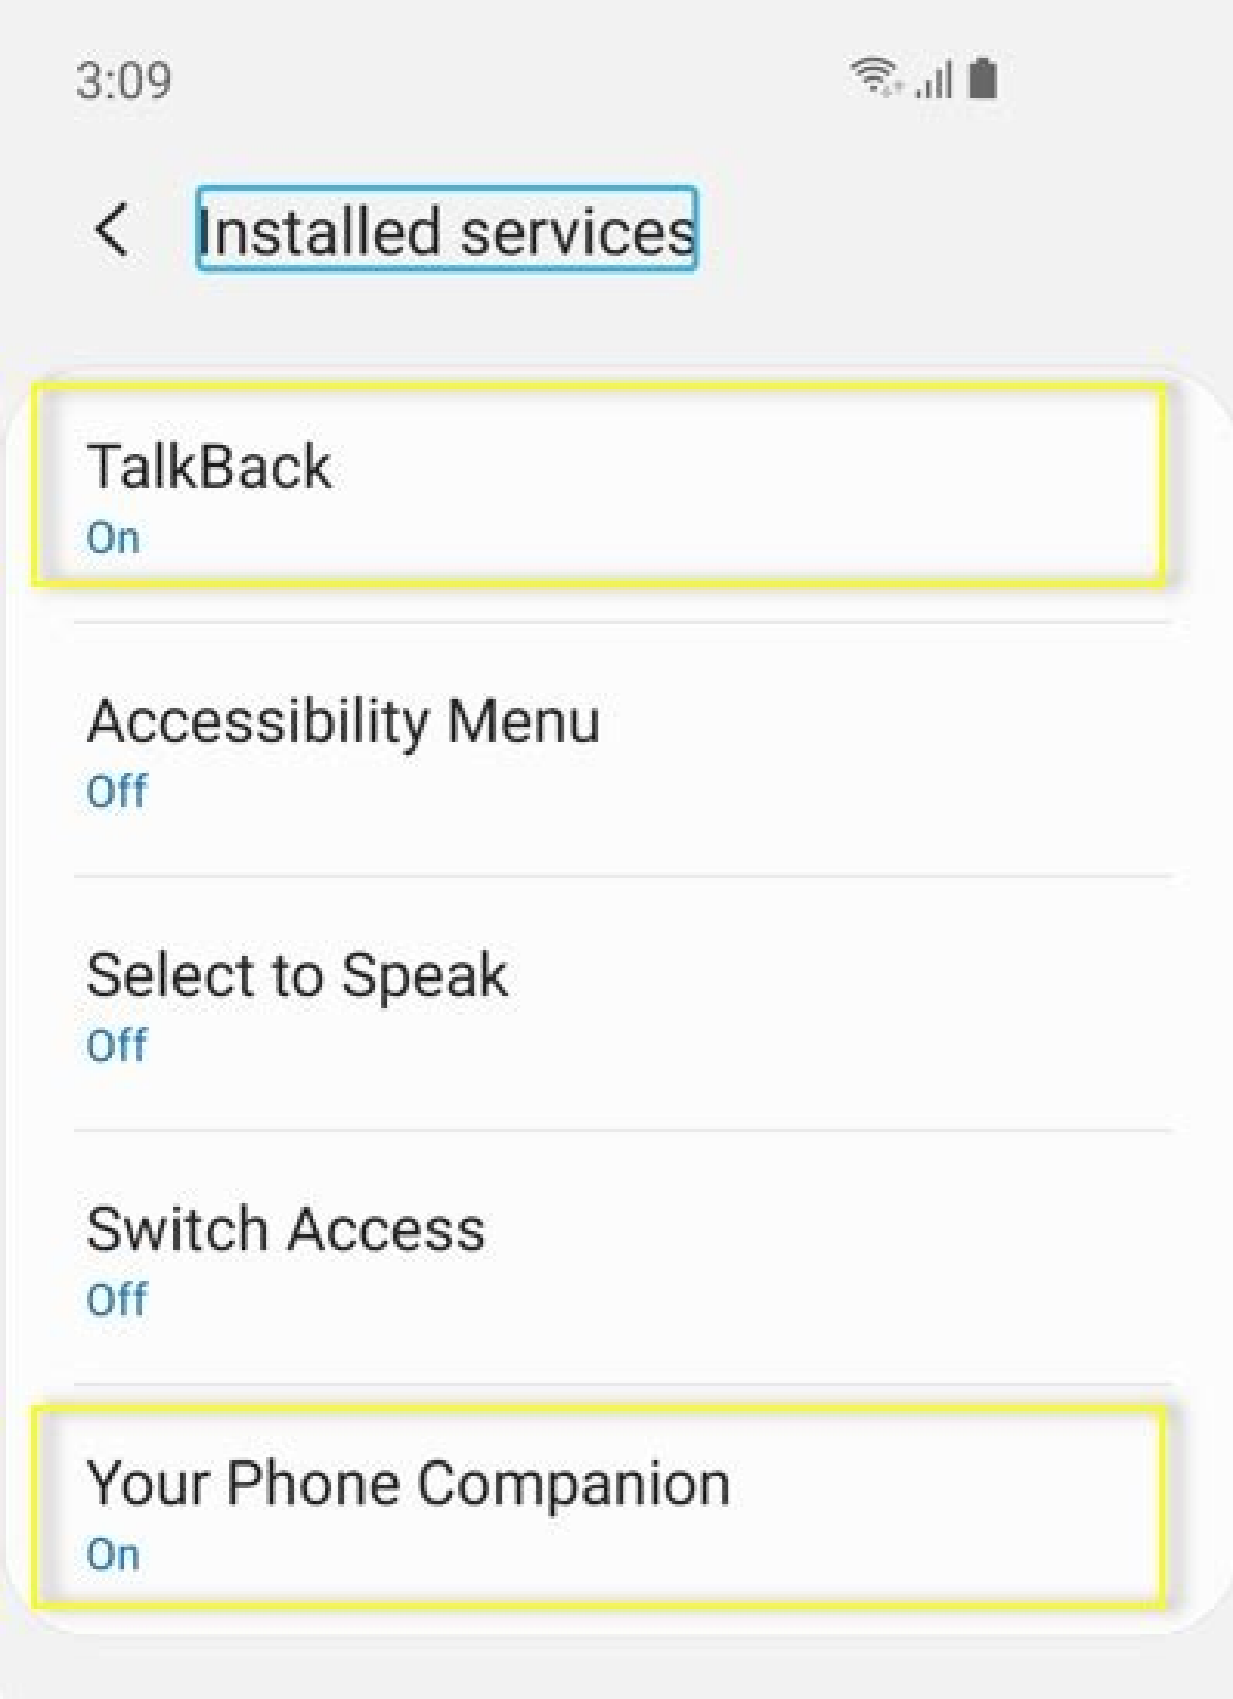 3:09
Installed services
TalkBack
On
Accessibility Menu
Off
Select to Speak
Off
Switch Access
Off
Your Phone Companion
On